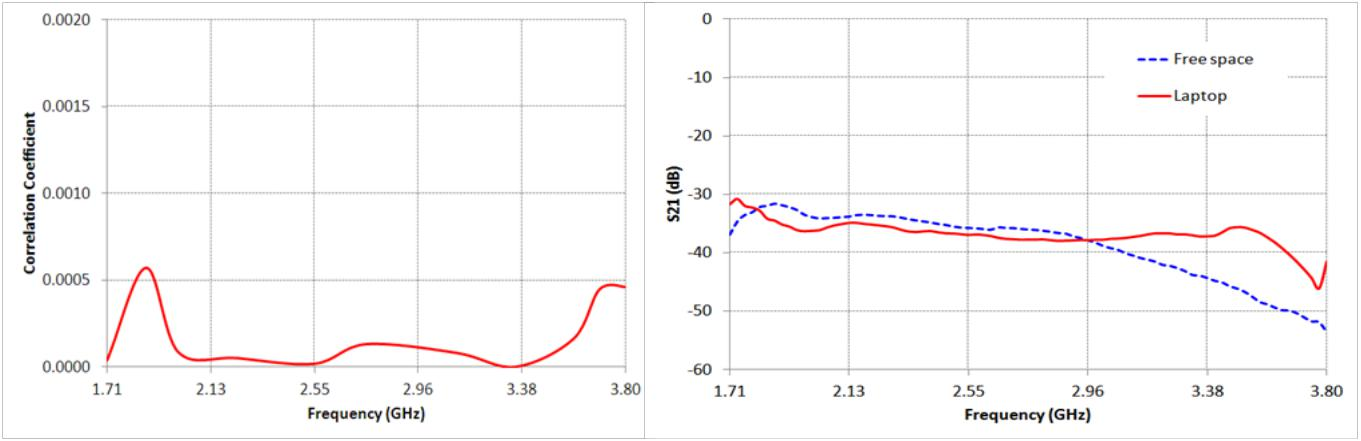 0.0020
0.0015
0.0010
0.0005
0.0000
Correlation Coefficient
1.71 2.13 2.55 2.96 3.38 3.80
Frequency (GHz)
0
-10
-20
-30
-40
-50
-60
S21 (dB)
Free space
Laptop
1.71 2.13 2.55 2.96 3.38 3.80
Frequency (GHz)